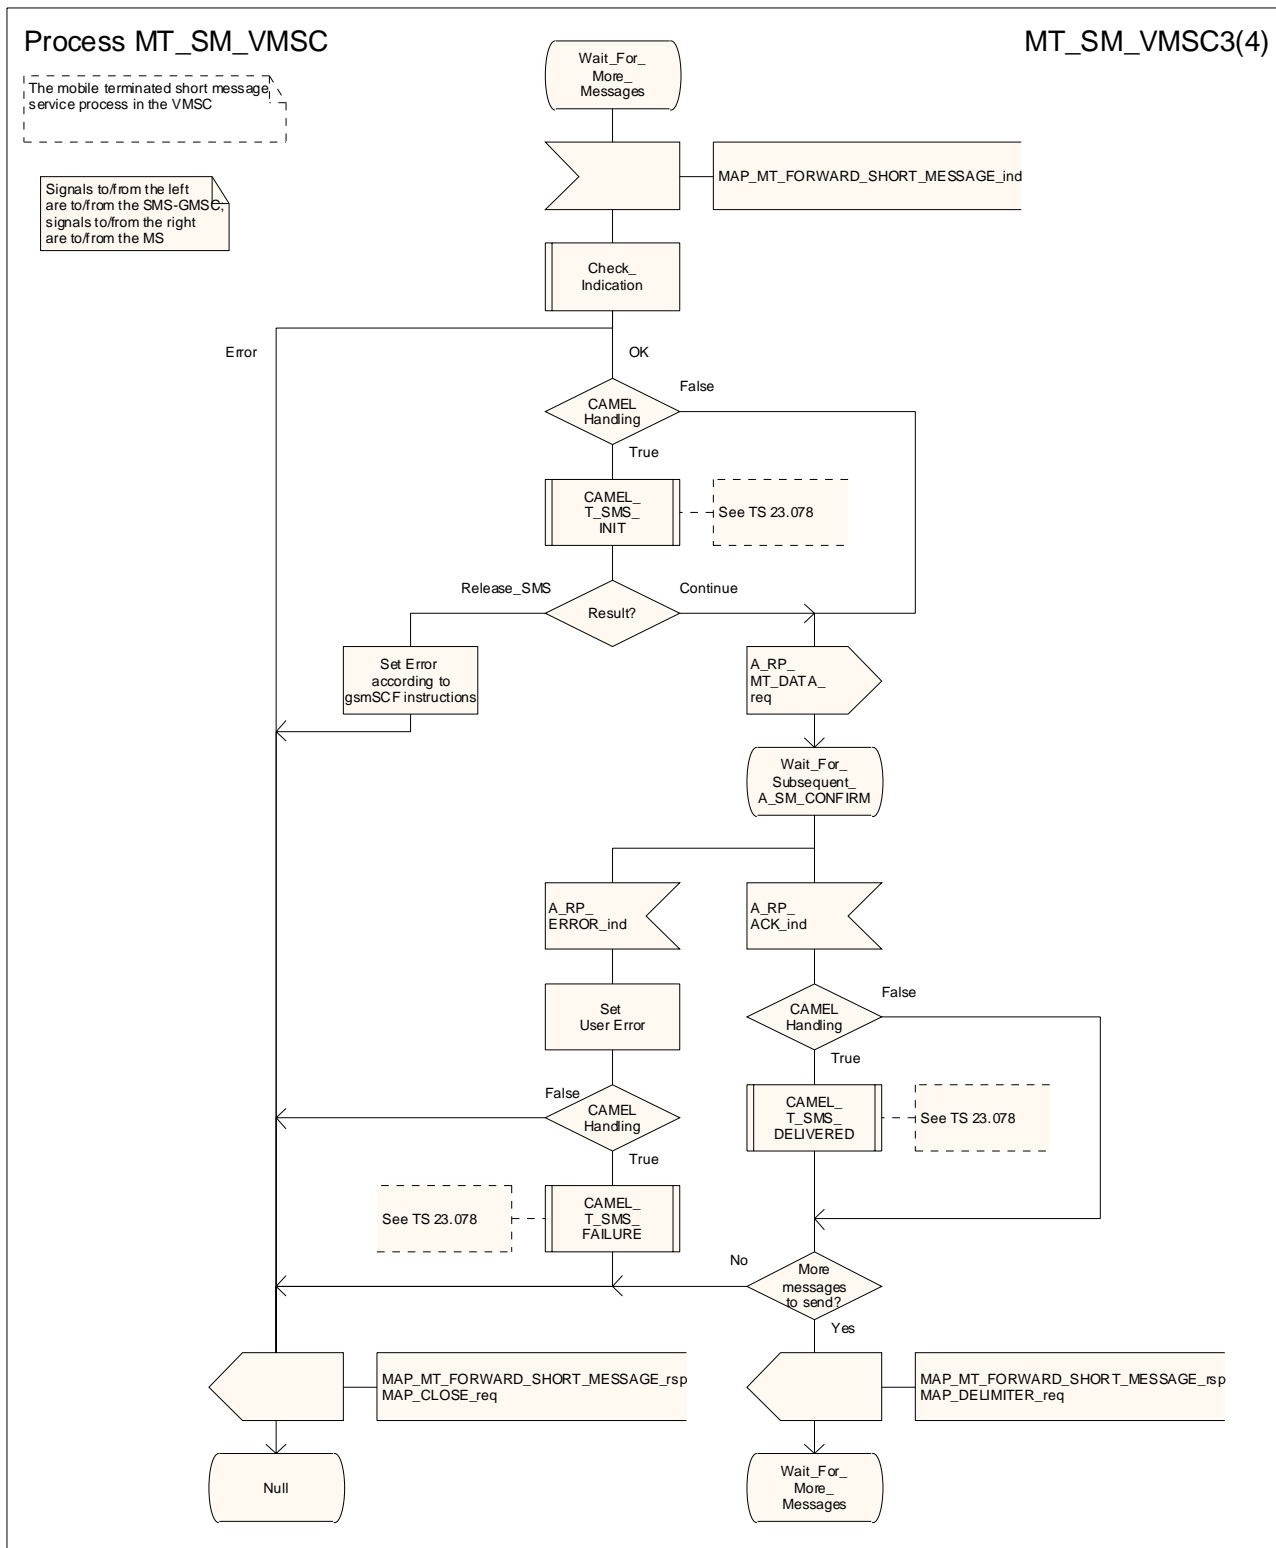 Process MT_SM_VMSC
MT_SM_VMSC3(4)
The mobile terminated short message
service process in the VMSC
Signals to/from the left
are to/from the SMS-GMSC;
signals to/from the right
are to/from the MS
Wait_For_
More_
Messages
MAP_MT_FORWARD_SHORT_MESSAGE_ind
Check_
Indication
Error
OK
CAMEL
Handling
False
True
CAMEL_
T_SMS_
INIT
See TS 23.078
Release_SMS
Result?
Continue
Set Error
according to
gsmSCF instructions
A_RP_
MT_DATA_
req
Wait_For_
Subsequent_
A_SM_CONFIRM
A_RP_
ERROR_ind
A_RP_
ACK_ind
Set
User Error
CAMEL
Handling
False
True
False
CAMEL
Handling
True
CAMEL_
T_SMS_
DELIVERED
See TS 23.078
See TS 23.078
CAMEL_
T_SMS_
FAILURE
No
More
messages
to send?
Yes
MAP_MT_FORWARD_SHORT_MESSAGE_rsp
MAP_CLOSE_req
MAP_MT_FORWARD_SHORT_MESSAGE_rsp
MAP_DELIMITER_req
Null
Wait_For_
More_
Messages